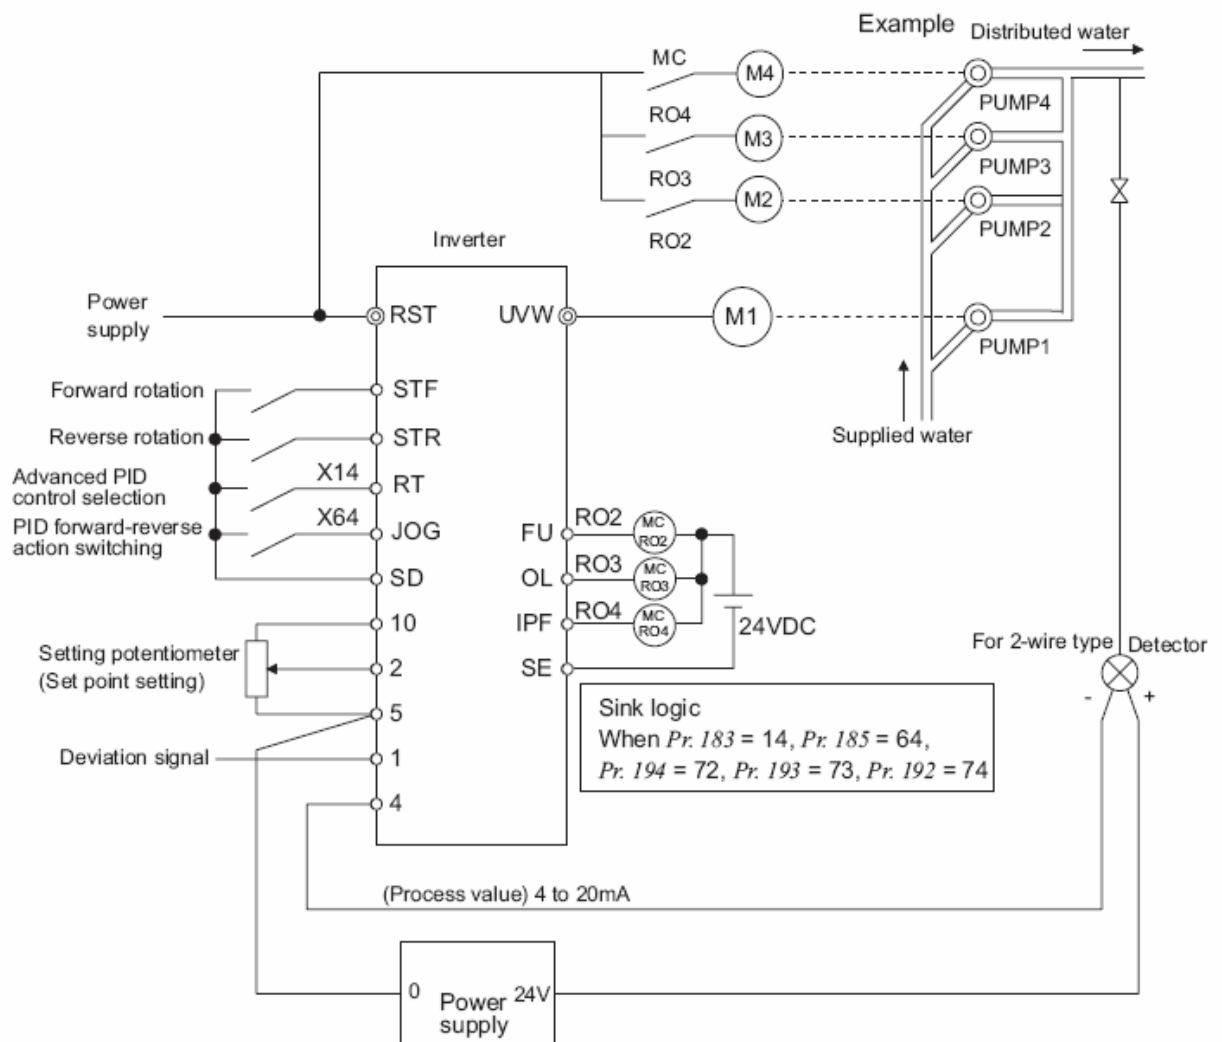 Example
Distributed water
MC
M4
PUMP4
RO4
M3
PUMP3
RO3
M2
PUMP2
RO2
Inverter
Power
supply
RST
UVW
M1
PUMP1
Forward rotation
STF
Reverse rotation
STR
Supplied water
Advanced PID
control selection
X14
RT
PID forward-reverse
action switching
X64
JOG
FU
RO2
MC
RO2
SD
OL
RO3
MC
RO3
10
IPF
RO4
MC
RO4
24VDC
Setting potentiometer
(Set point setting)
2
SE
For 2-wire type
Detector
-
+
5
Sink logic
When Pr. 183 = 14, Pr. 185 = 64,
Pr. 194 = 72, Pr. 193 = 73, Pr. 192 = 74
Deviation signal
1
4
(Process value) 4 to 20mA
0
24V
Power
supply